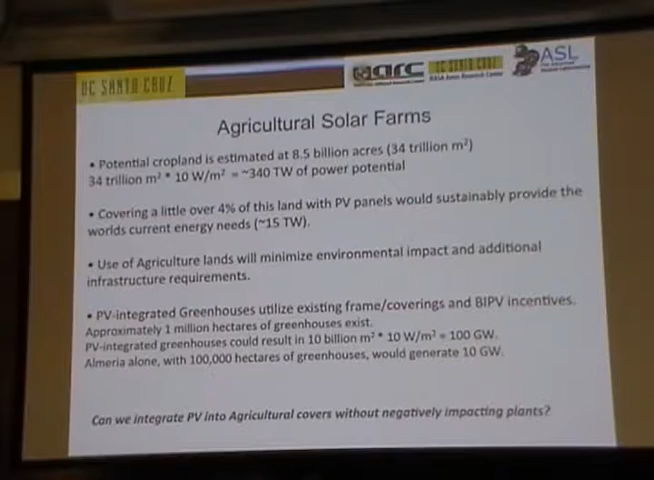 UC SANTA CRUZ
arc
UC SANTA CRUZ
ASL
Agricultural Solar Farms
• Potential cropland is estimated at 8.5 billion acres (34 trillion m²)
34 trillion m² * 10 W/m² = ~340 TW of power potential
• Covering a little over 4% of this land with PV panels would sustainably provide the
worlds current energy needs (~15 TW).
• Use of Agriculture lands will minimize environmental impact and additional
infrastructure requirements.
• PV-integrated Greenhouses utilize existing frame/coverings and BIPV incentives.
Approximately 1 million hectares of greenhouses exist.
PV-integrated greenhouses could result in 10 billion m² * 10 W/m² = 100 GW.
Almeria alone, with 100,000 hectares of greenhouses, would generate 10 GW.
Can we integrate PV into Agricultural covers without negatively impacting plants?